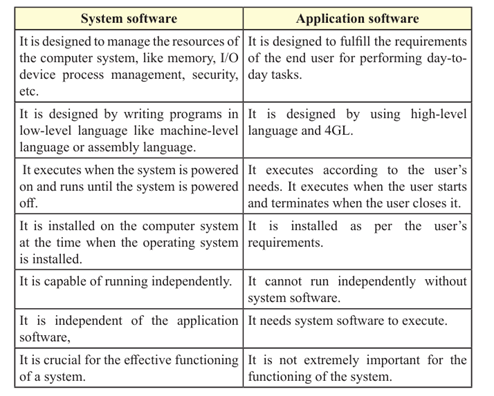 System software
Application software
It is designed to manage the resources of
the computer system, like memory, I/O
device process management, security,
etc.
It is designed to fulfill the requirements
of the end user for performing day-to-
day tasks.
It is designed by writing programs in
low-level language like machine-level
language or assembly language.
It is designed by using high-level
language and 4GL.
It executes when the system is powered
on and runs until the system is powered
off.
It executes according to the user's
needs. It executes when the user starts
and terminates when the user closes it.
It is installed on the computer system
at the time when the operating system
is installed.
It is installed as per the user's
requirements.
It is capable of running independently.
It cannot run independently without
system software.
It is independent of the application
software,
It needs system software to execute.
It is crucial for the effective functioning
of a system.
It is not extremely important for the
functioning of the system.